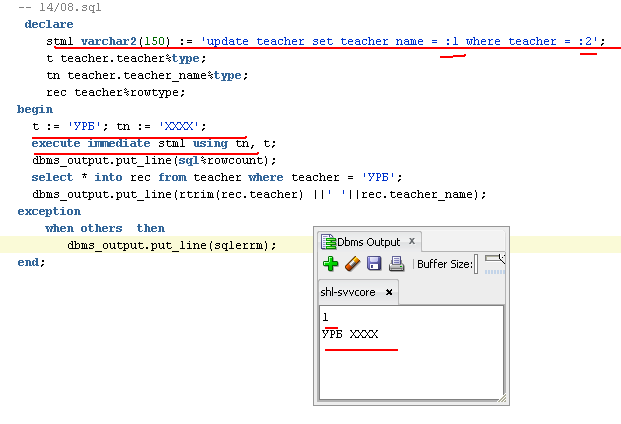 -- 14/08.sql
declare
stml varchar2(150) := 'update teacher set teacher_name = :1 where teacher = :2';
t teacher.teacher%type;
tn teacher.teacher_name%type;
rec teacher%rowtype;
begin
t := 'УРБ'; tn := 'XXXX';
execute immediate stml using tn, t;
dbms_output.put_line(sql%rowcount);
select * into rec from teacher where teacher = 'УРБ';
dbms_output.put_line(rtrim(rec.teacher) ||' '||rec.teacher_name);
exception
when others then
dbms_output.put_line(sqlerrm);
end;
Dbms Output x
Buffer Size:
shl-svvcore x
1
УРБ XXXX